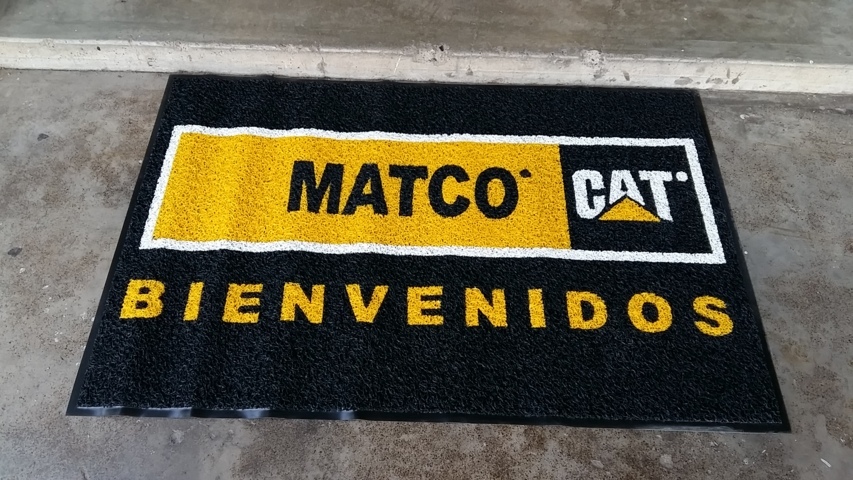 MATCO CAT
BIENVENIDOS